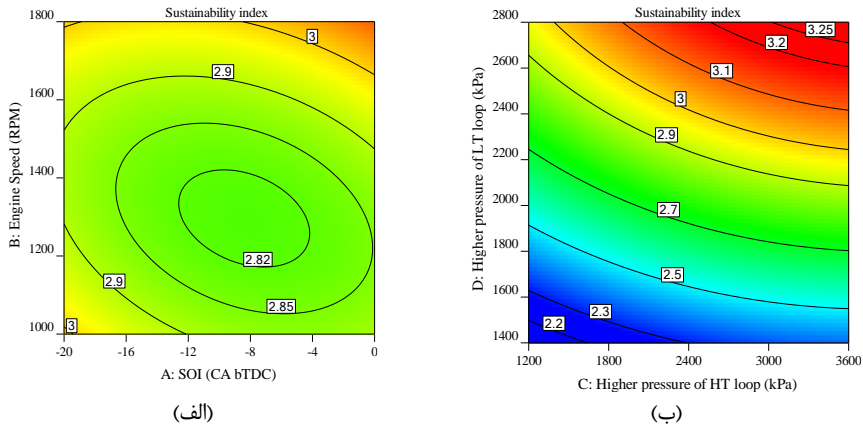 Sustainability index
1800
1600
1400
1200
1000
B: Engine Speed (RPM)
3
2.9
2.82
2.9
2.85
3
-20 -16 -12 -8 -4 0
A: SOI (CA bTDC)
(الف)
Sustainability index
2800
2600
2400
2200
2000
1800
1600
1400
D: Higher pressure of LT loop (kPa)
3.25
3.2
3.1
3
2.9
2.7
2.5
2.3
2.2
1200 1800 2400 3000 3600
C: Higher pressure of HT loop (kPa)
(ب)